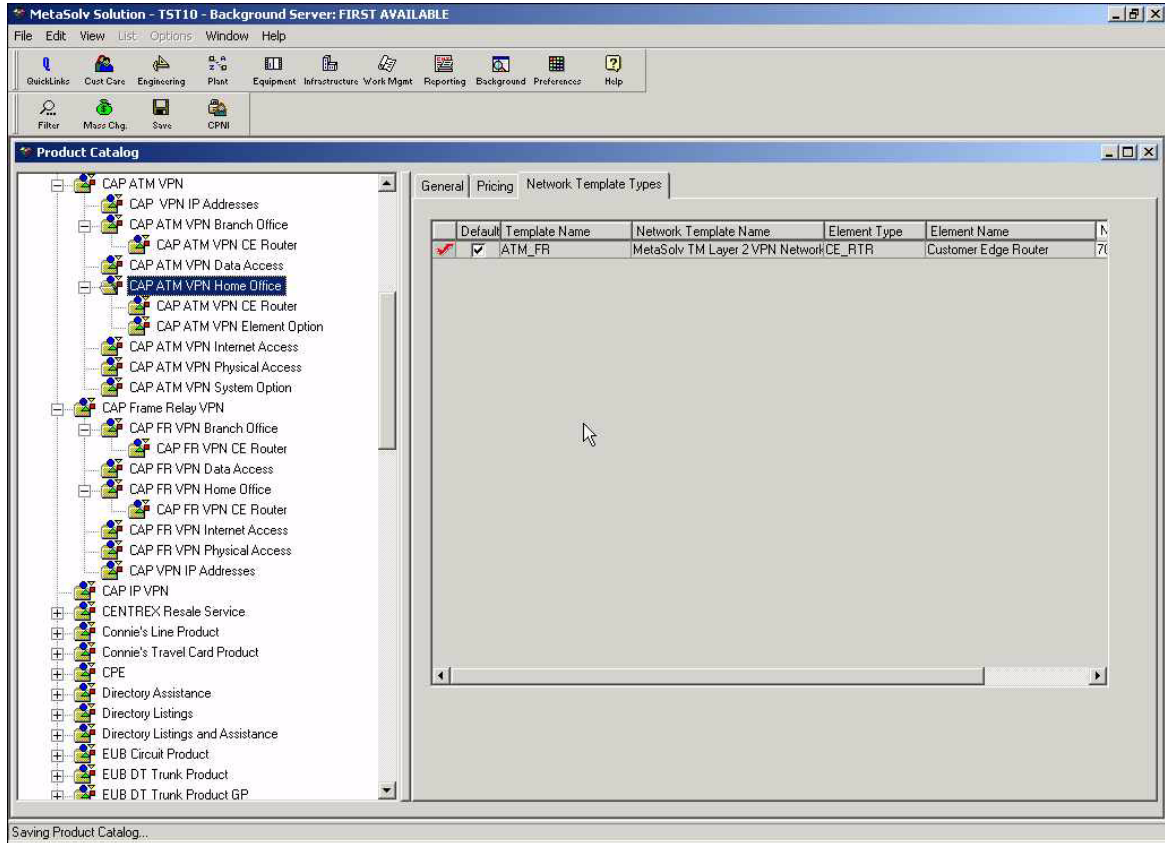 MetaSolv Solution - TST10 - Background Server: FIRST AVAILABLE
File Edit View List Options Window Help
QuickLinks Cust Care Engineering Plant Equipment Infrastructure Work Mgmt Reporting Background Preferences Help
Filter Mass Chg. Save CPNI
Product Catalog
CAP ATM VPN
CAP VPN IP Addresses
CAP ATM VPN Branch Office
CAP ATM VPN CE Router
CAP ATM VPN Data Access
CAP ATM VPN Home Office
CAP ATM VPN CE Router
CAP ATM VPN Element Option
CAP ATM VPN Internet Access
CAP ATM VPN Physical Access
CAP ATM VPN System Option
CAP Frame Relay VPN
CAP FR VPN Branch Office
CAP FR VPN CE Router
CAP FR VPN Data Access
CAP FR VPN Home Office
CAP FR VPN CE Router
CAP FR VPN Internet Access
CAP FR VPN Physical Access
CAP VPN IP Addresses
CAP IP VPN
CENTREX Resale Service
Connie's Line Product
Connie's Travel Card Product
CPE
Directory Assistance
Directory Listings
Directory Listings and Assistance
EUB Circuit Product
EUB DT Trunk Product
EUB DT Trunk Product GP
General Pricing Network Template Types
Default Template Name Network Template Name Element Type Element Name N
ATM_FR MetaSolv TM Layer 2 VPN Network CE_RTR Customer Edge Router 70
Saving Product Catalog...